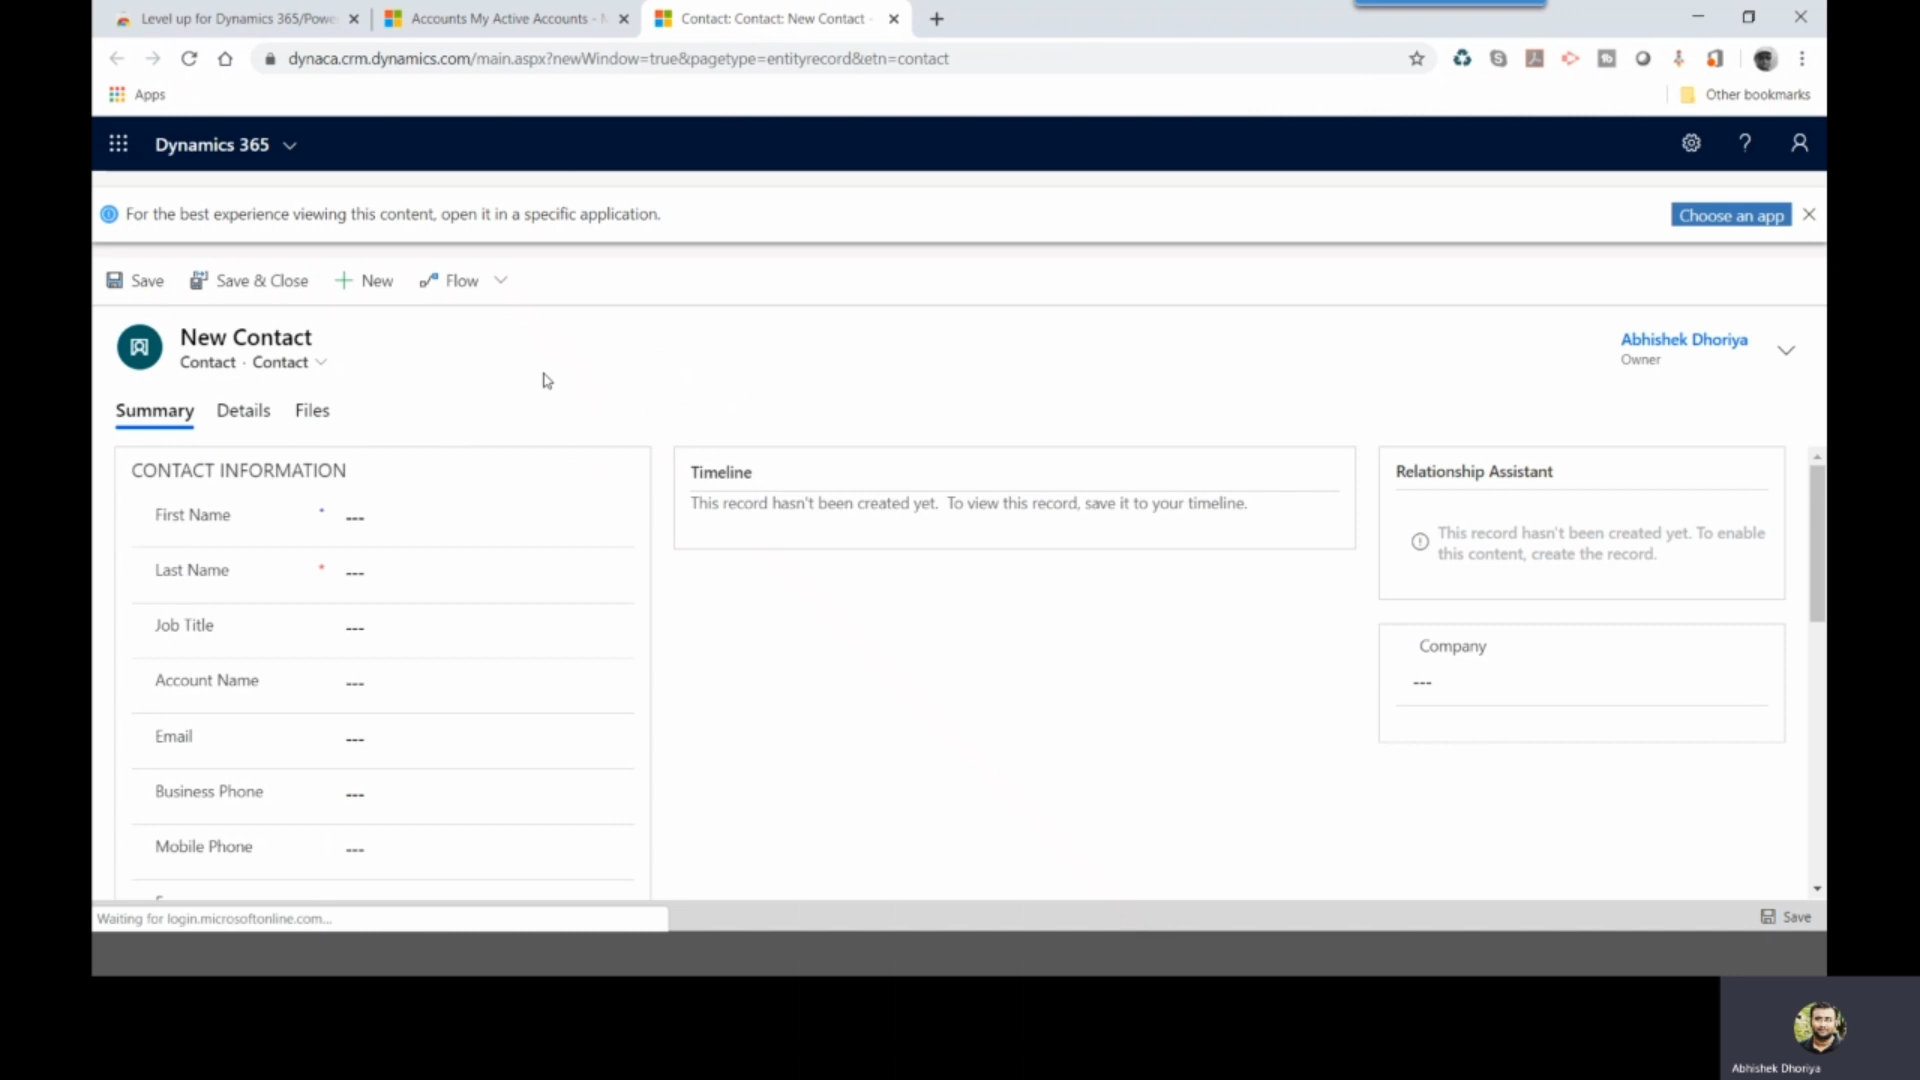 Level up for Dynamics 365/Powe
Accounts My Active Accounts -
Contact: Contact: New Contact -
dynaca.crm.dynamics.com/main.aspx?newWindow=true&pagetype=entityrecord&etn=contact
Apps
Other bookmarks
Dynamics 365
?
For the best experience viewing this content, open it in a specific application.
Choose an app
Save
Save & Close
New
Flow
New Contact
Contact · Contact
Abhishek Dhoriya
Owner
Summary
Details
Files
CONTACT INFORMATION
First Name * ---
Last Name * ---
Job Title ---
Account Name ---
Email ---
Business Phone ---
Mobile Phone ---
Timeline
This record hasn't been created yet. To view this record, save it to your timeline.
Relationship Assistant
This record hasn't been created yet. To enable
this content, create the record.
Company
---
Waiting for login.microsoftonline.com...
Save
Abhishek Dhoriya